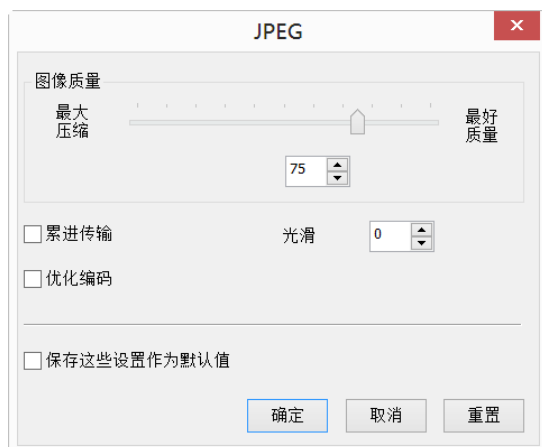 JPEG
图像质量
最大
压缩
最好
质量
75
累进传输
光滑
0
优化编码
保存这些设置作为默认值
确定
取消
重置